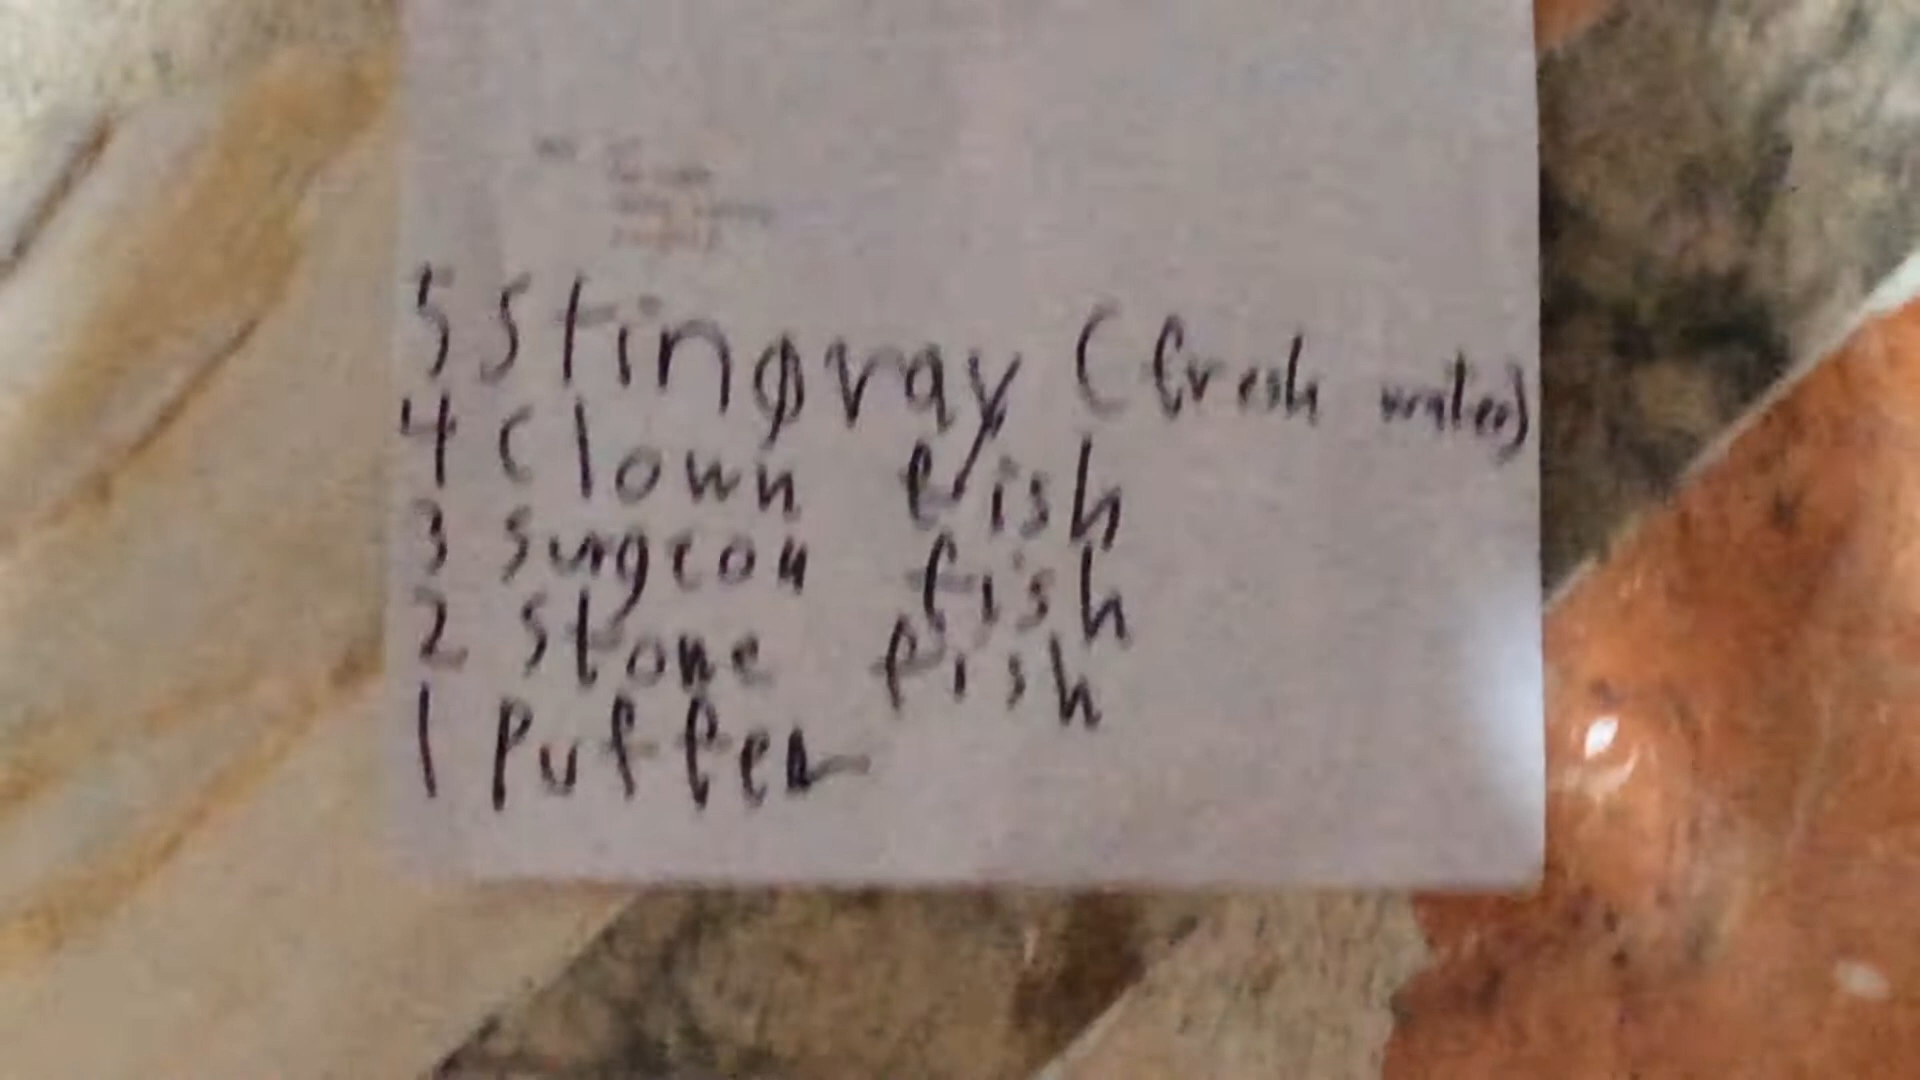 5 Stingray (fresh water)
4 Clown fish
3 Surgeon fish
2 Stone fish
1 Puffer